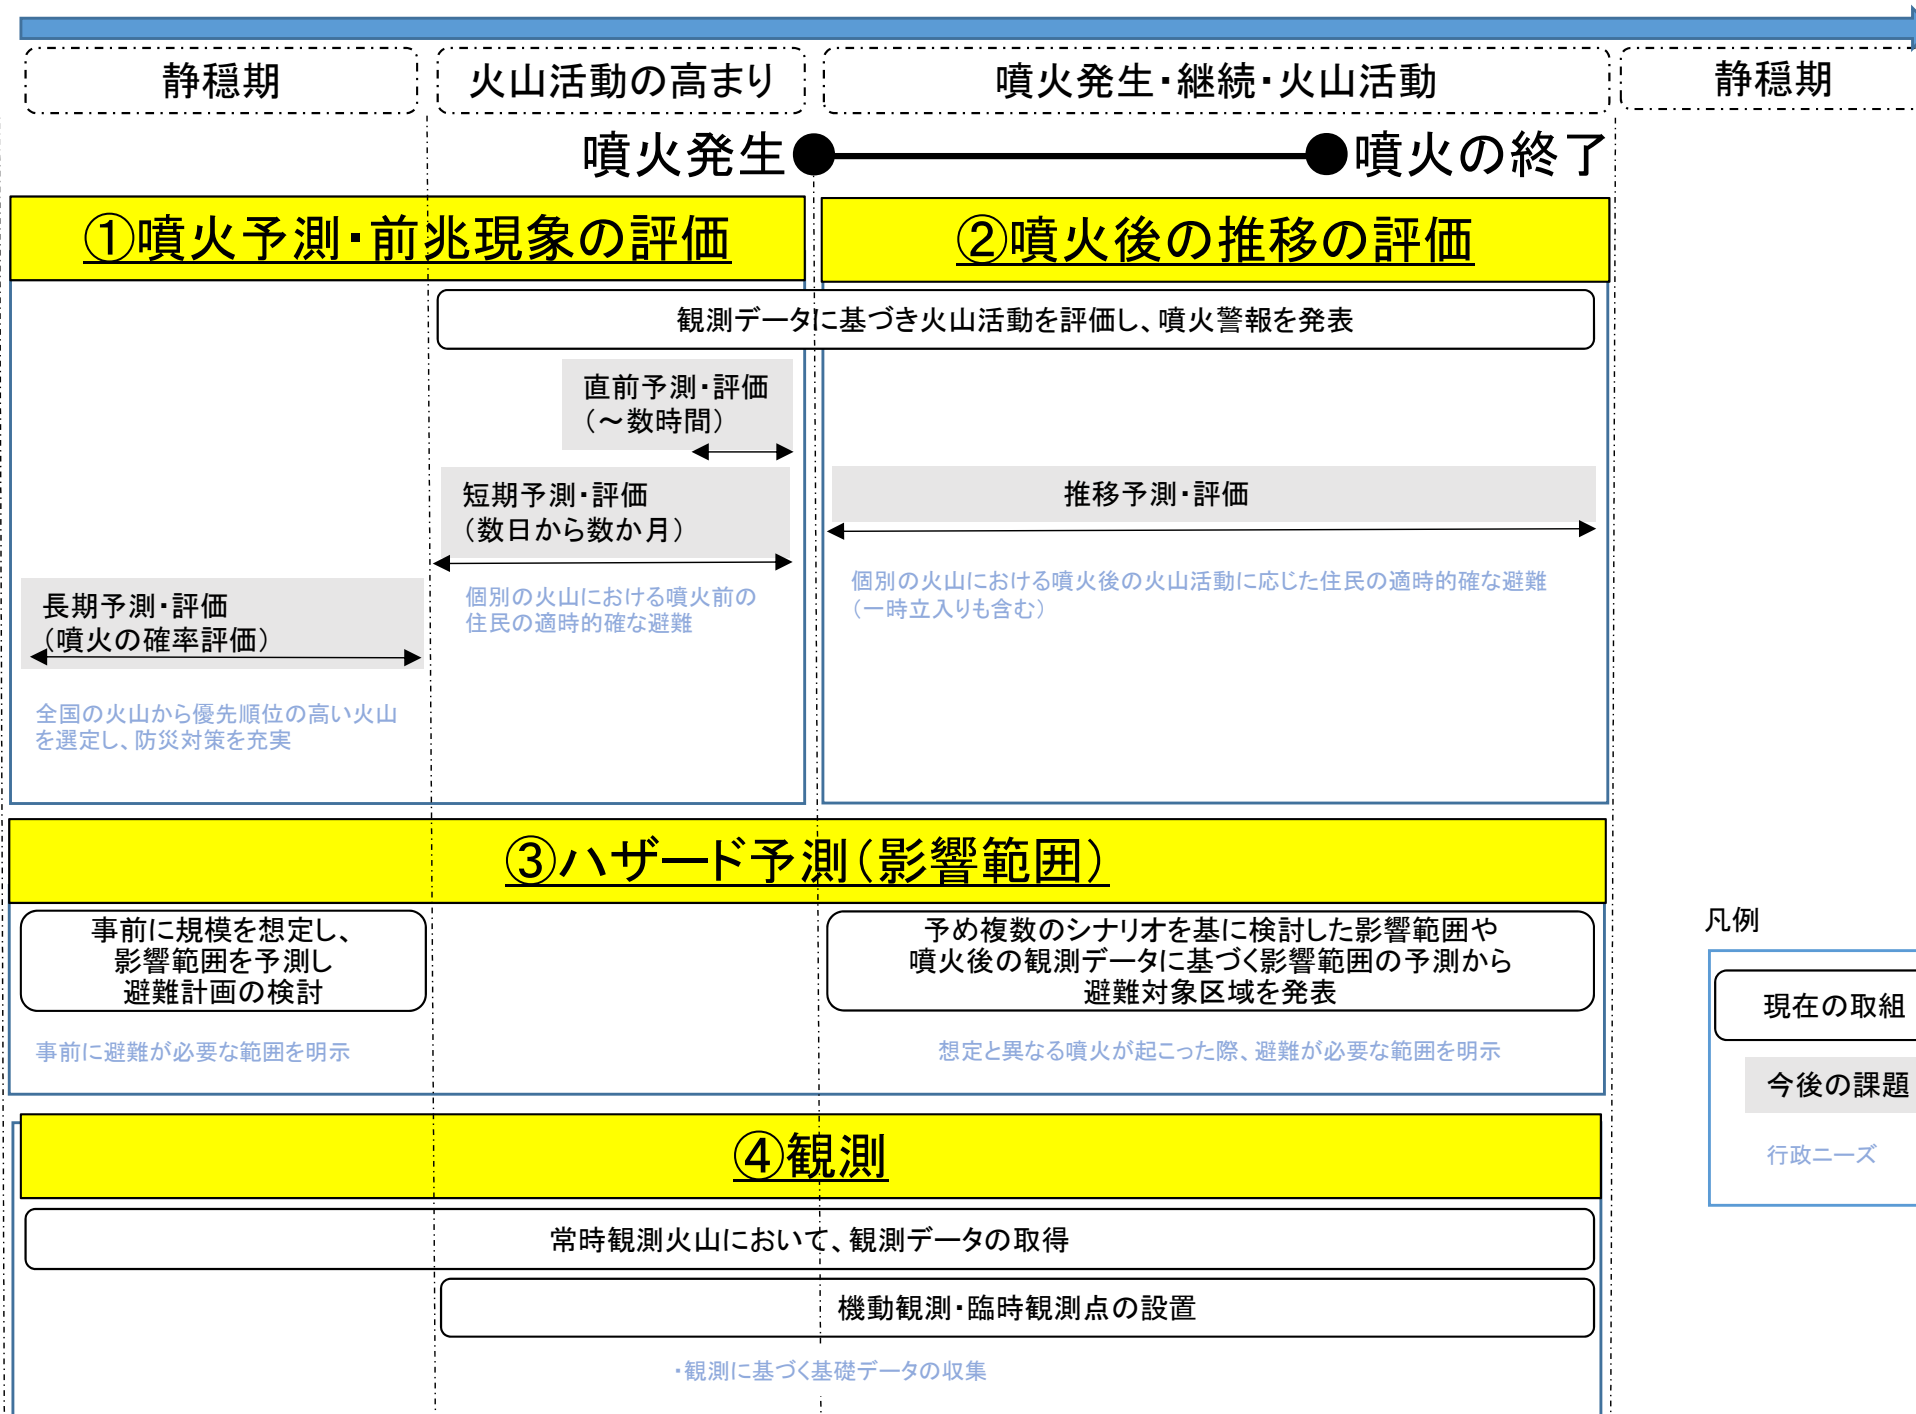 静穏期
火山活動の高まり
噴火発生・継続・火山活動
静穏期
噴火発生
噴火の終了
①噴火予測・前兆現象の評価
②噴火後の推移の評価
観測データに基づき火山活動を評価し、噴火警報を発表
直前予測・評価
（～数時間）
短期予測・評価
（数日から数か月）
推移予測・評価
長期予測・評価
（噴火の確率評価）
個別の火山における噴火前の
住民の適時的確な避難
個別の火山における噴火後の火山活動に応じた住民の適時的確な避難
（一時立入りも含む）
全国の火山から優先順位の高い火山
を選定し、防災対策を充実
③ハザード予測（影響範囲）
事前に規模を想定し、
影響範囲を予測し
避難計画の検討
予め複数のシナリオを基に検討した影響範囲や
噴火後の観測データに基づく影響範囲の予測から
避難対象区域を発表
事前に避難が必要な範囲を明示
想定と異なる噴火が起こった際、避難が必要な範囲を明示
凡例
現在の取組
今後の課題
行政ニーズ
④観測
常時観測火山において、観測データの取得
機動観測・臨時観測点の設置
・観測に基づく基礎データの収集